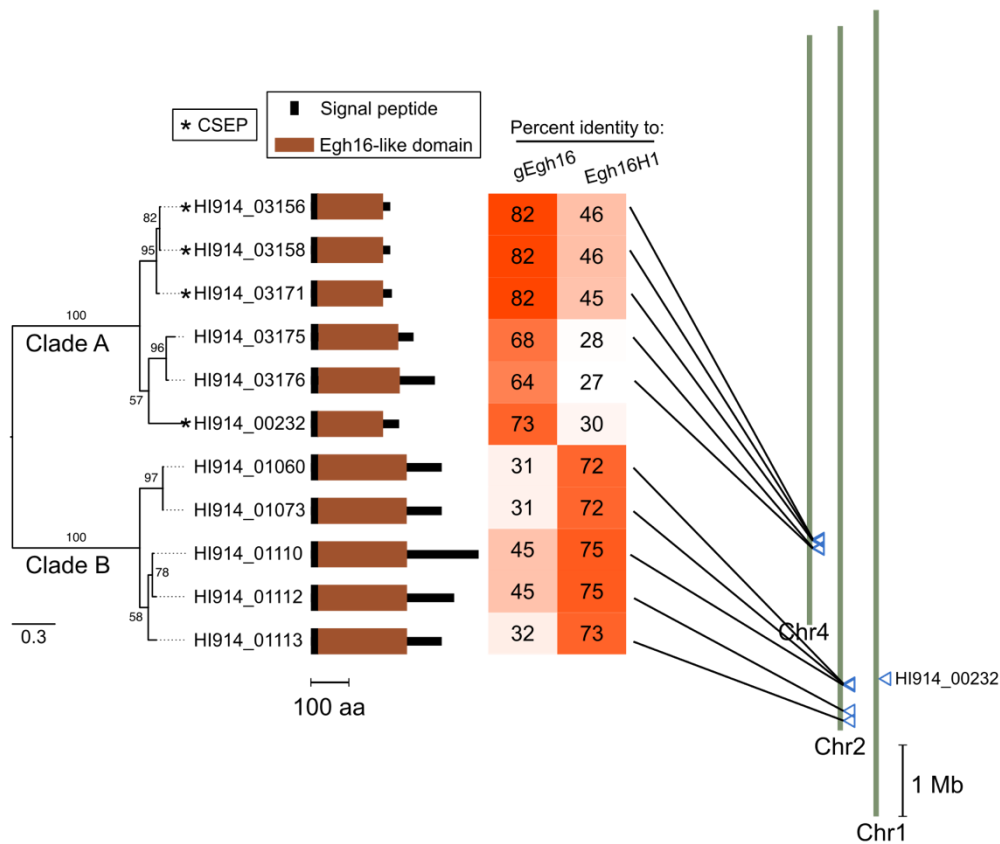 * CSEP
Signal peptide
Egh16-like domain
Percent identity to:
gEgh16 Egh16H1
*HI914_03156 82 46
*HI914_03158 82 46
*HI914_03171 82 45
HI914_03175 68 28
HI914_03176 64 27
*HI914_00232 73 30
HI914_01060 31 72
HI914_01073 31 72
HI914_01110 45 75
HI914_01112 45 75
HI914_01113 32 73
82
95
100
Clade A
96
57
97
100
Clade B
78
58
0.3
100 aa
Chr4
HI914_00232
Chr2
1 Mb
Chr1